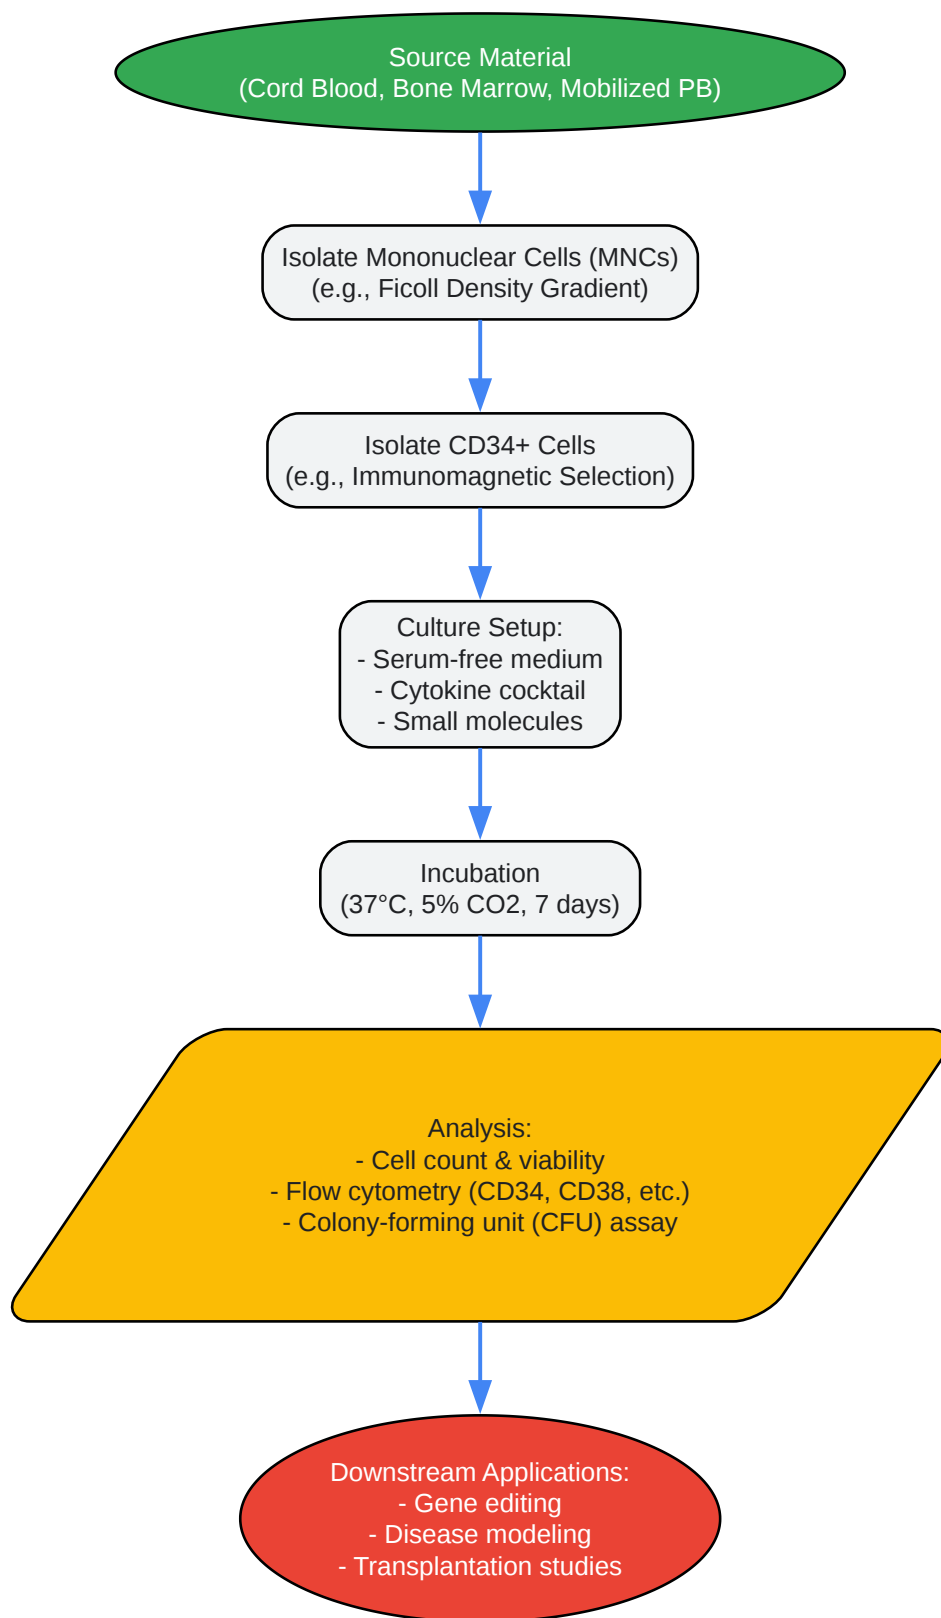 Source Material
(Cord Blood, Bone Marrow, Mobilized PB)
Isolate Mononuclear Cells (MNCs)
(e.g., Ficoll Density Gradient)
Isolate CD34+ Cells
(e.g., Immunomagnetic Selection)
Culture Setup:
- Serum-free medium
- Cytokine cocktail
- Small molecules
Incubation
(37°C, 5% CO2, 7 days)
Analysis:
- Cell count & viability
- Flow cytometry (CD34, CD38, etc.)
- Colony-forming unit (CFU) assay
Downstream Applications:
- Gene editing
- Disease modeling
- Transplantation studies